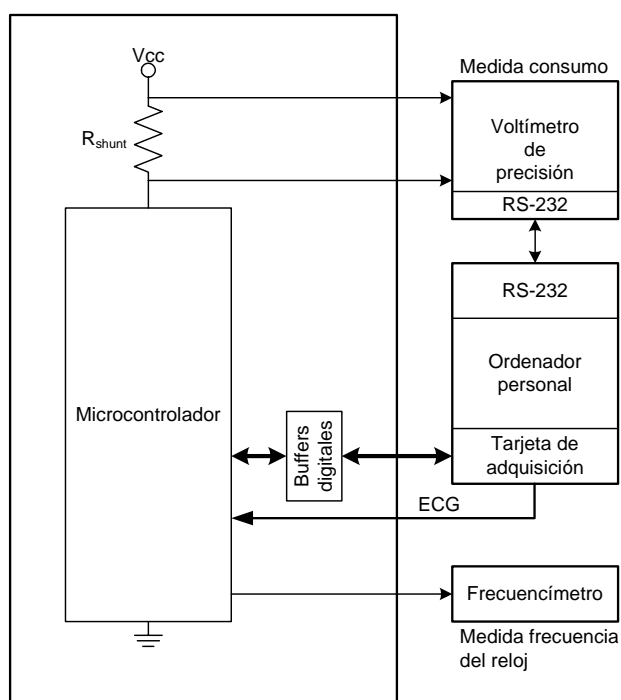 Vcc
Rshunt
Microcontrolador
Buffers
digitales
Medida consumo
Voltímetro
de
precisión
RS-232
RS-232
Ordenador
personal
Tarjeta de
adquisición
ECG
Frecuencímetro
Medida frecuencia
del reloj